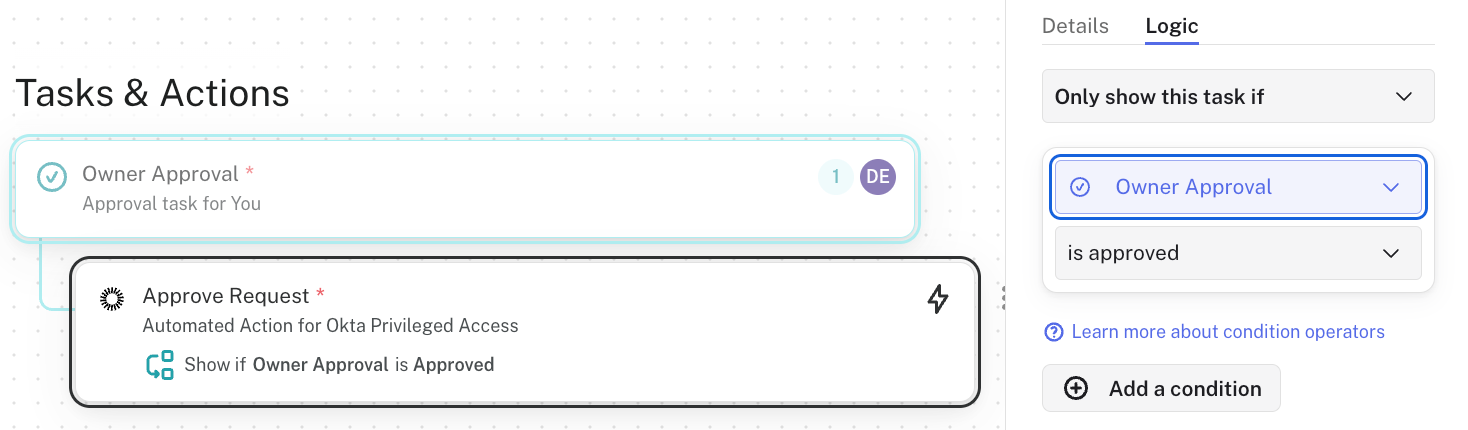 Tasks & Actions
Owner Approval *
Approval task for You
1
DE
Approve Request *
Automated Action for Okta Privileged Access
Show if Owner Approval is Approved
Details
Logic
Only show this task if
Owner Approval
is approved
Learn more about condition operators
Add a condition